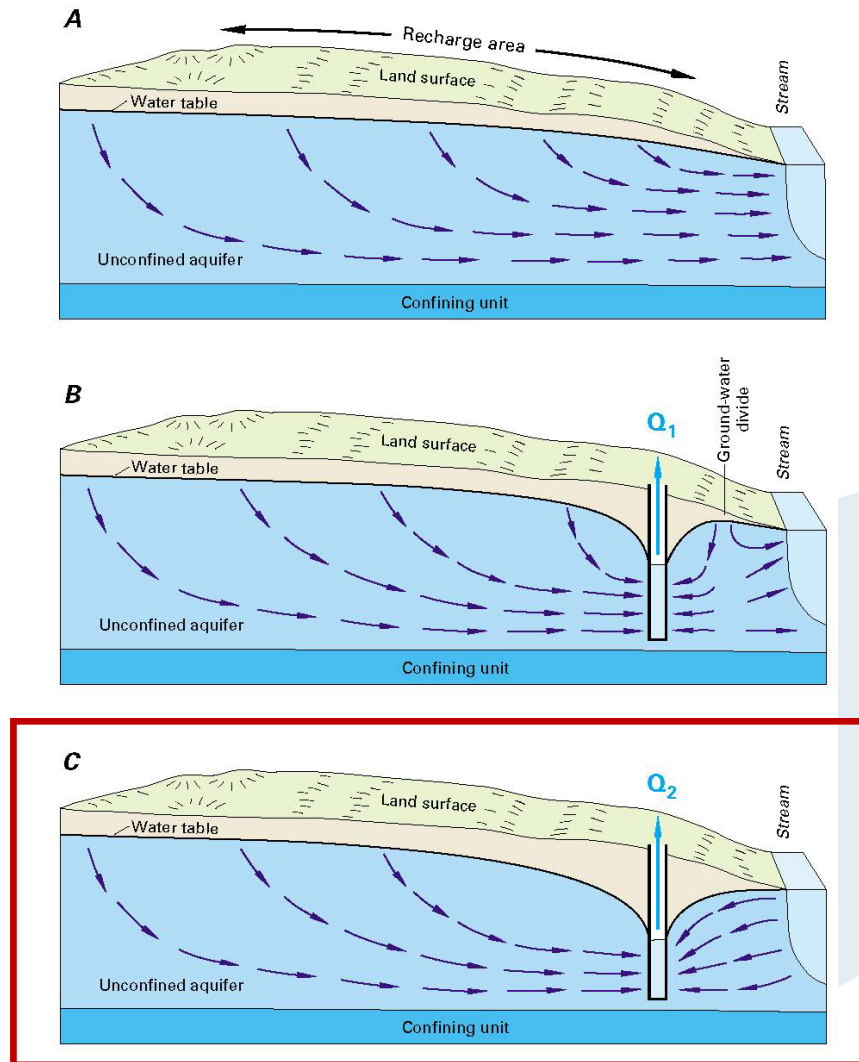 A
Recharge area
Land surface
Stream
Water table
Unconfined aquifer
Confining unit
B
Q1
Ground-water
divide
Stream
Land surface
Water table
Unconfined aquifer
Confining unit
C
Q2
Stream
Land surface
Water table
Unconfined aquifer
Confining unit